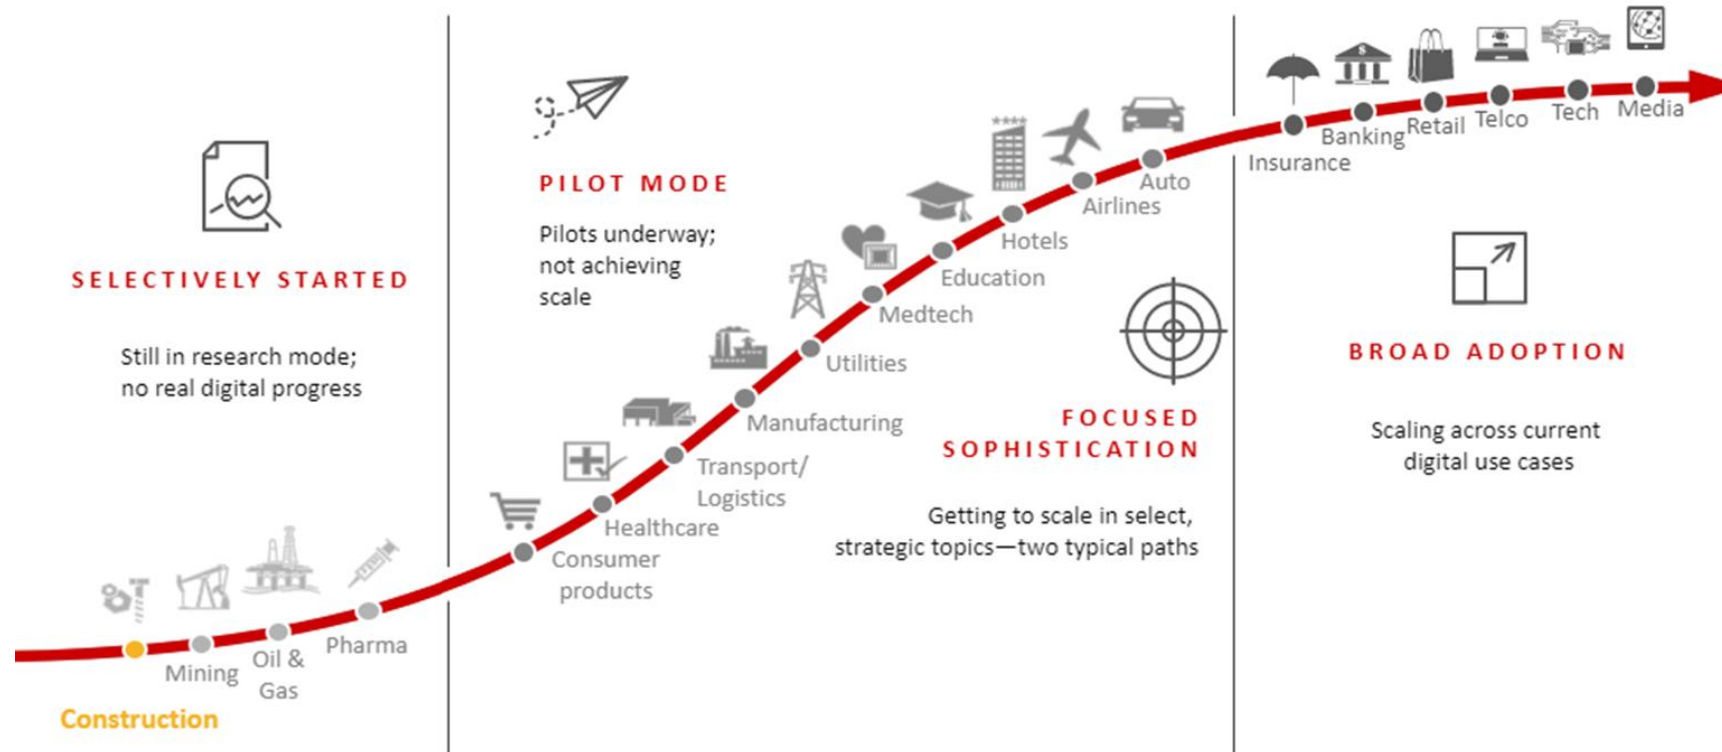 SELECTIVELY STARTED
Still in research mode;
no real digital progress
Construction
Mining
Oil &
Gas
Pharma
PILOT MODE
Pilots underway;
not achieving
scale
Consumer
products
Healthcare
Transport/
Logistics
Manufacturing
Utilities
Medtech
Education
Hotels
Airlines
Auto
FOCUSED
SOPHISTICATION
Getting to scale in select,
strategic topics—two typical paths
Insurance
Banking
Retail
Telco
Tech
Media
BROAD ADOPTION
Scaling across current
digital use cases
$